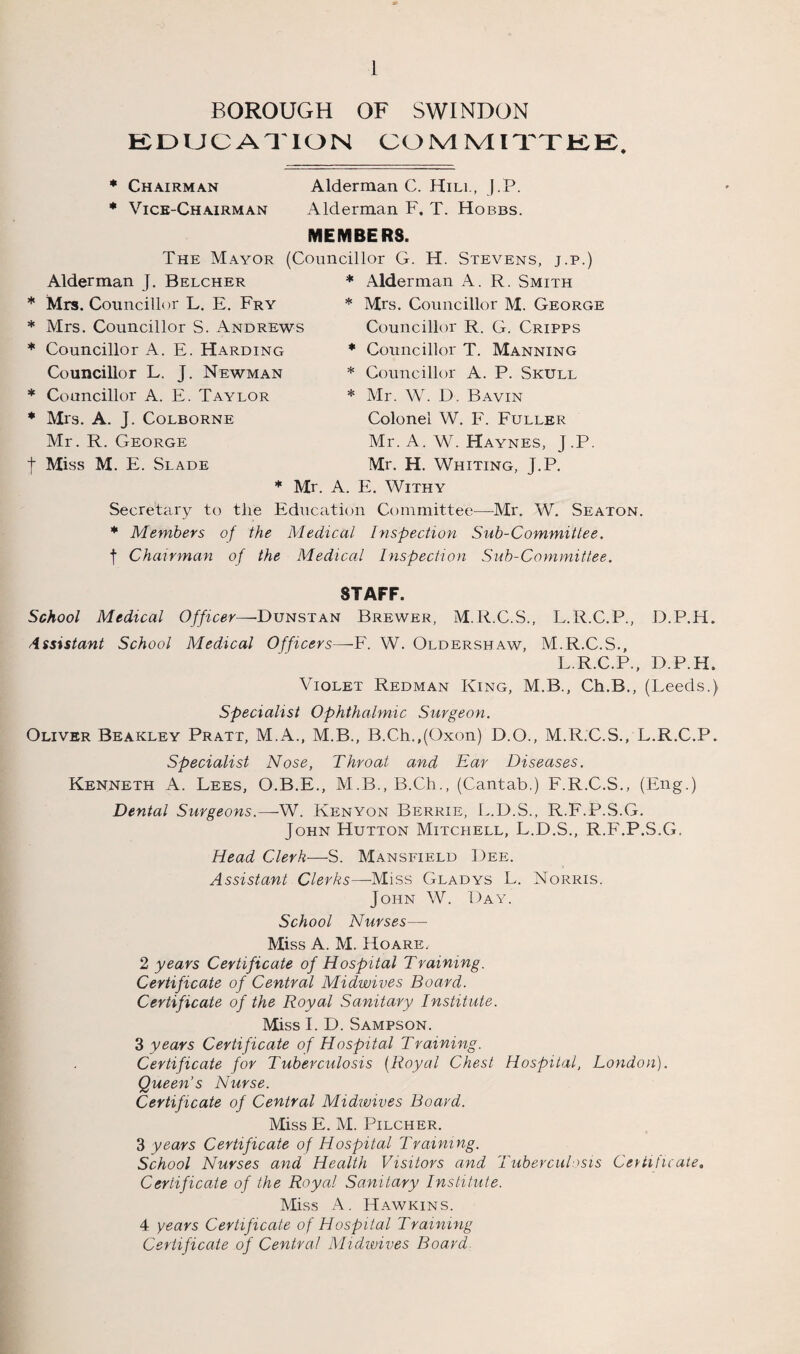 1
BOROUGH OF SWINDON
EDUCATION COMMITTEE.
* CHAIRMAN Alderman C. HILL, J.P.
* VICE-CHAIRMAN Alderman F. T. HOBBS.
MEMBERS.
THE MAYOR (Councillor G. H. STEVENS, J.P.)
Alderman J. BELCHER
* Mrs. Councillor L. E. FRY
* Mrs. Councillor S. ANDREWS
* Councillor A. E. HARDING
Councillor L. J. NEWMAN
* Councillor A. E. TAYLOR
* Mrs. A. J. COLBORNE
Mr. R. GEORGE
† Miss M. E. SLADE
* Alderman A. R. SMITH
* Mrs. Councillor M. GEORGE
Councillor R. G. CRIPPS
* Councillor T. MANNING
* Councillor A. P. SKULL
* Mr. W. D. BAVIN
Colonel W. F. FULLER
Mr. A. W. HAYNES, J.P.
Mr. H. WHITING, J.P.
* Mr. A. E. WITHY
Secretary to the Education Committee—Mr. W. SEATON.
* Members of the Medical Inspection Sub-Committee.
† Chairman of the Medical Inspection Sub-Committee.
STAFF.
School Medical Officer—DUNSTAN BREWER, M.R.C.S., L.R.C.P., D.P.H.
Assistant School Medical Officers—F. W. OLDERSHAW, M.R.C.S.,
L.R.C.P., D.P.H.
VIOLET REDMAN KING, M.B., Ch.B., (Leeds.)
Specialist Ophthalmic Surgeon.
OLIVER BEAKLEY PRATT, M.A., M.B., B.Ch.,(Oxon) D.O., M.R.C.S., L.R.C.P.
Specialist Nose, Throat and Ear Diseases.
KENNETH A. LEES, O.B.E., M.B., B.Ch., (Cantab.) F.R.C.S., (Eng.)
Dental Surgeons.—W. KENYON BERRIE, L.D.S., R.F.P.S.G.
JOHN HUTTON MITCHELL, L.D.S., R.F.P.S.G.
Head Clerk—S. MANSFIELD DEE.
Assistant Clerks—Miss GLADYS L. NORRIS.
JOHN W. DAY.
School Nurses—
Miss A. M. HOARE.
2 years Certificate of Hospital Training.
Certificate of Central Midwives Board.
Certificate of the Royal Sanitary Institute.
Miss I. D. SAMPSON.
3 years Certificate of Hospital Training.
Certificate for Tuberculosis (Royal Chest Hospital, London).
Queen's Nurse.
Certificate of Central Midwives Board.
Miss E. M. PILCHER.
3 years Certificate of Hospital Training.
School Nurses and Health Visitors and Tuberculosis Certificate.
Certificate of the Royal Sanitary Institute.
Miss A. HAWKINS.
4 years Certificate of Hospital Training
Certificate of Central Midwives Board